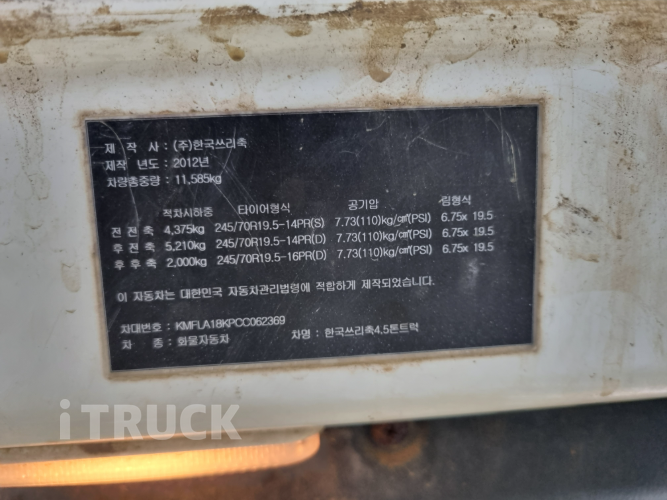 제 작 사 : (주)한국쓰리축
제작 년도 : 2012년
차량총중량 : 11,585kg
적차시하중 타이어형식 공기압 림형식
전 전 축 4,375kg 245/70R19.5-14PR(S) 7.73(110)kg/㎠(PSI) 6.75x 19.5
후 전 축 5,210kg 245/70R19.5-14PR(D) 7.73(110)kg/㎠(PSI) 6.75x 19.5
후 후 축 2,000kg 245/70R19.5-16PR(D) 7.73(110)kg/㎠(PSI) 6.75x 19.5
이 자동차는 대한민국 자동차관리법령에 적합하게 제작되었습니다.
차대번호: KMFLA18KPCC062369
차 종 : 화물자동차 차명 : 한국쓰리축4.5톤트럭
iTRUCK